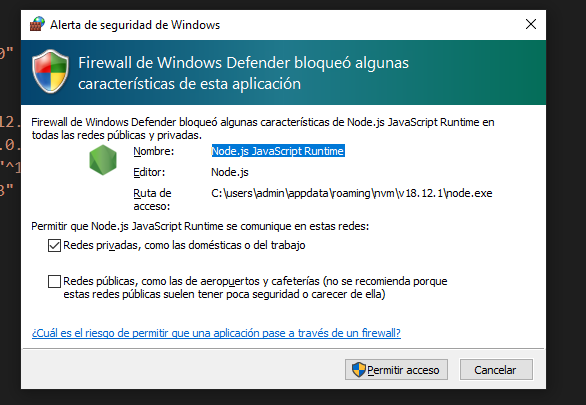 Alerta de seguridad de Windows
0"
Firewall de Windows Defender bloqueó algunas
características de esta aplicación
Firewall de Windows Defender bloqueó algunas características de Node.js JavaScript Runtime en
todas las redes públicas y privadas.
12.
.0.
Nombre: Node.js JavaScript Runtime
"^1
Editor: Node.js
3"
Ruta de
acceso: C:\users\admin\appdata\roaming\nvm\v18.12.1\node.exe
Permitir que Node.js JavaScript Runtime se comunique en estas redes:
Redes privadas, como las domésticas o del trabajo
Redes públicas, como las de aeropuertos y cafeterías (no se recomienda porque
estas redes públicas suelen tener poca seguridad o carecer de ella)
¿Cuál es el riesgo de permitir que una aplicación pase a través de un firewall?
Permitir acceso Cancelar